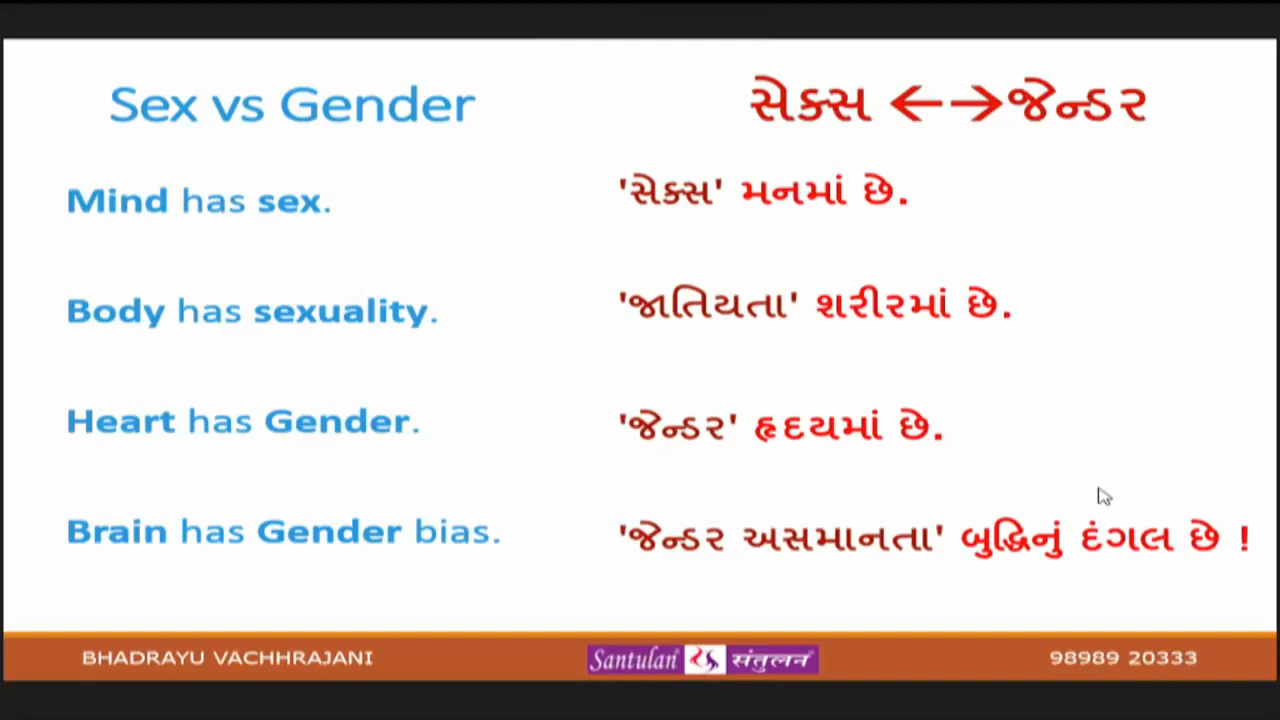 Sex vs Gender
સેક્સ ←→જેન્ડર
Mind has sex.
'સેક્સ' મનમાં છે.
Body has sexuality.
'જાતિયતા' શરીરમાં છે.
Heart has Gender.
'જેન્ડર' હૃદયમાં છે.
Brain has Gender bias.
'જેન્ડર અસમાનતા' બુદ્ધિનું દંગલ છે !
BHADRAYU VACHHRAJANI
Santulan સંતુલન
98989 20333